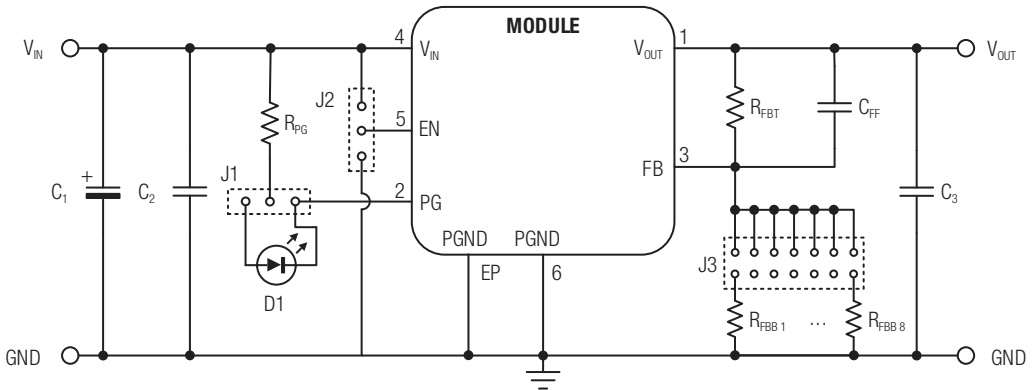 MODULE
V_IN
4
V_IN
V_OUT
1
V_OUT
J2
R_PG
R_FBT
C_FF
5
EN
3
FB
J1
+
C_1
C_2
2
PG
C_3
PGND
PGND
EP
6
J3
D1
R_FBB 1
...
R_FBB 8
GND
GND